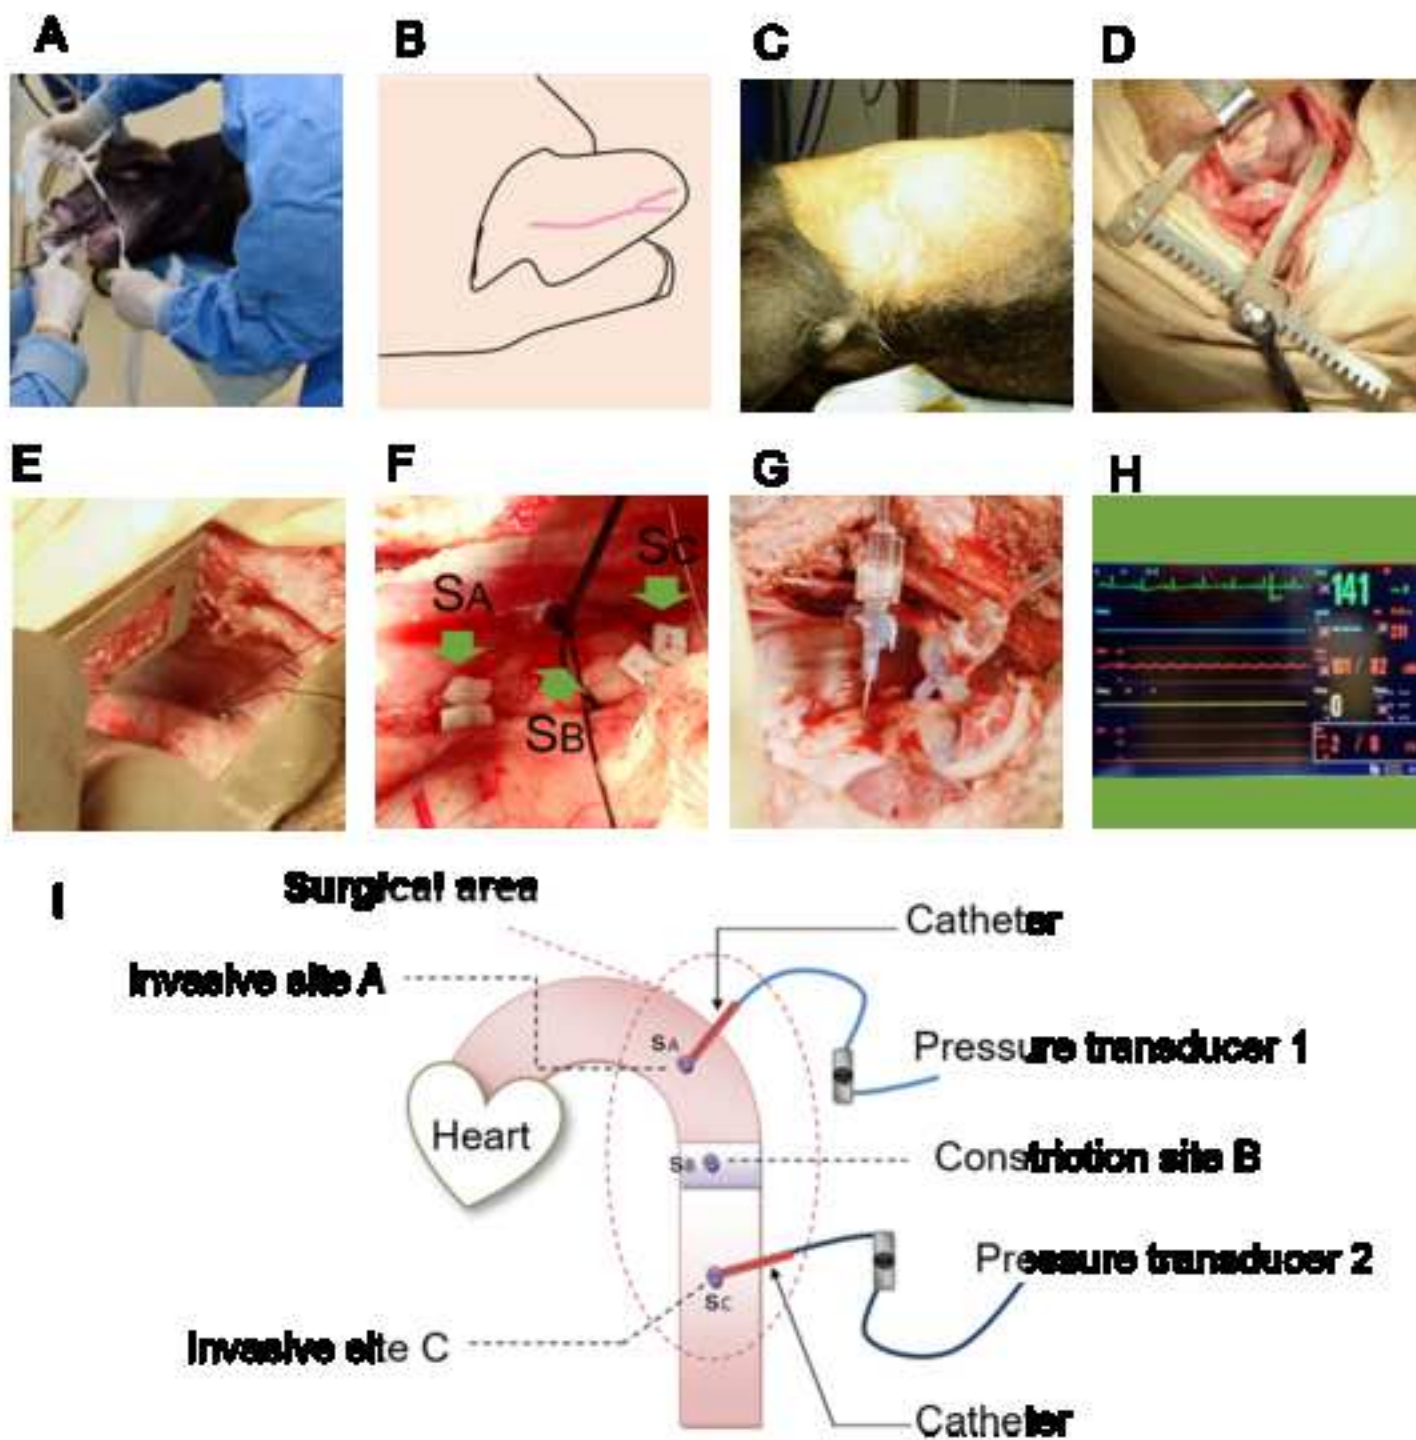 A
B
C
D
E
F
G
H
SA
SB
SC
141
I
Surgical area
Invasive site A
Catheter
SA
Pressure transducer 1
Heart
SB
Constriction site B
Pressure transducer 2
SC
Invasive site C
Catheter